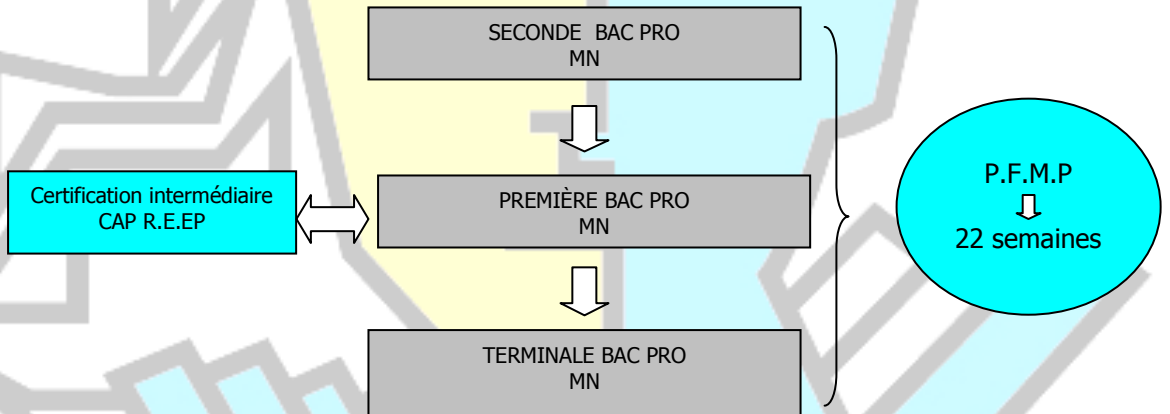 SECONDE BAC PRO
MN
Certification intermédiaire
CAP R.E.EP
PREMIÈRE BAC PRO
MN
TERMINALE BAC PRO
MN
P.F.M.P
22 semaines